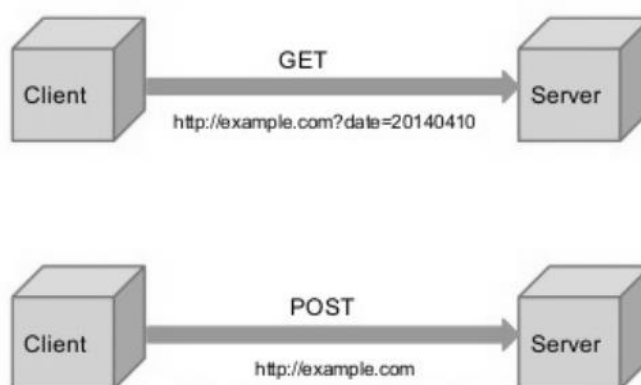 GET
Client
Server
http://example.com?date=20140410
POST
Client
Server
http://example.com